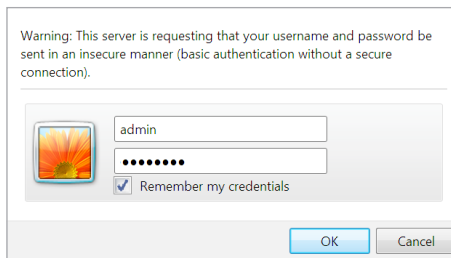 Warning: This server is requesting that your username and password be
sent in an insecure manner (basic authentication without a secure
connection).
admin
••••••••
Remember my credentials
OK
Cancel